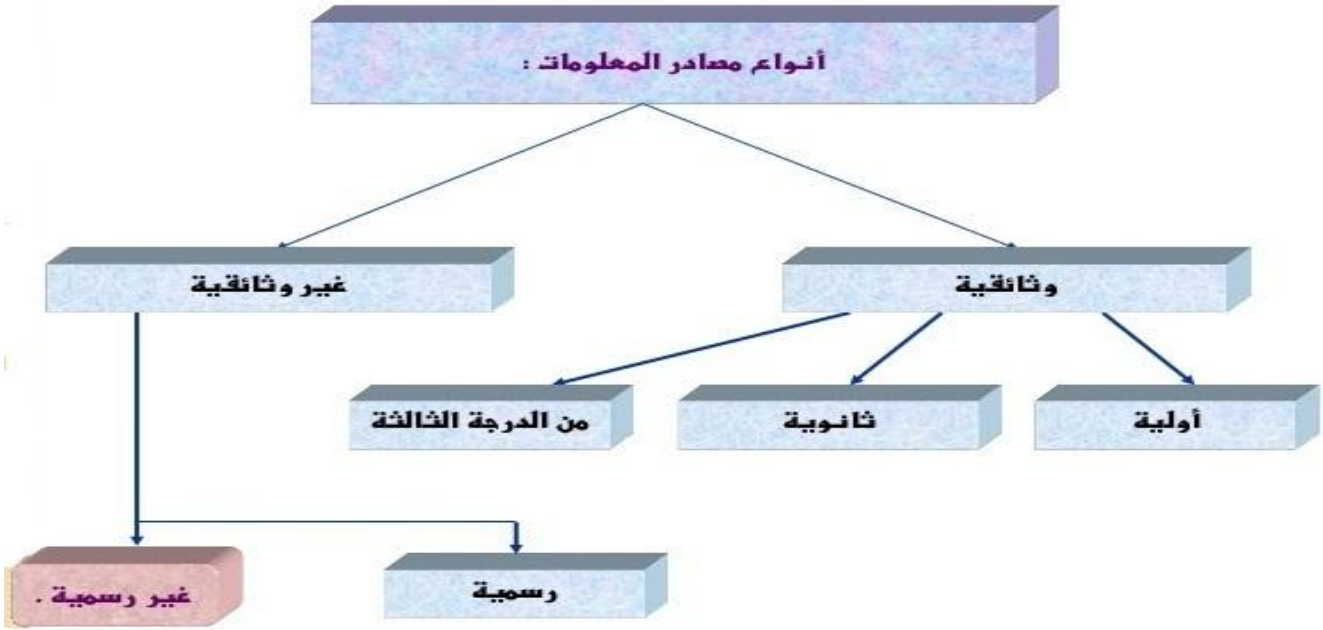 أنواع مصادر المعلومات :
وثائقية
غير وثائقية
أولية
ثانوية
من الدرجة الثالثة
رسمية
غير رسمية .